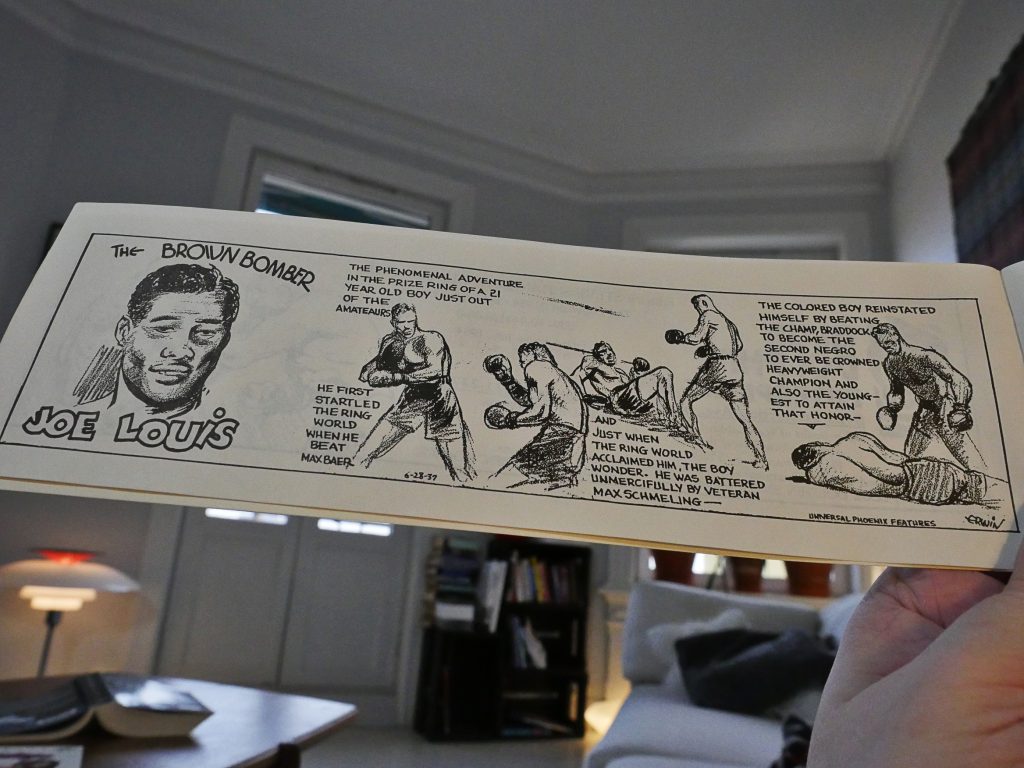 THE BROWN BOMBER
JOE LOUIS
THE PHENOMENAL ADVENTURE
IN THE PRIZE RING OF A 21
YEAR OLD BOY JUST OUT
OF THE
AMATEURS
HE FIRST
STARTLED
THE RING
WORLD
WHEN HE
BEAT
MAX BAER
6-28-37
AND
JUST WHEN
THE RING WORLD
ACCLAIMED HIM, THE BOY
WONDER. HE WAS BATTERED
UNMERCIFULLY BY VETERAN
MAX SCHMELING—
THE COLORED BOY REINSTATED
HIMSELF BY BEATING
THE CHAMP, BRADDOCK,
TO BECOME THE
SECOND NEGRO
TO EVER BE CROWNED
HEAVYWEIGHT
CHAMPION AND
ALSO THE YOUNG-
EST TO ATTAIN
THAT HONOR—
UNIVERSAL PHOENIX FEATURES
ERWIN